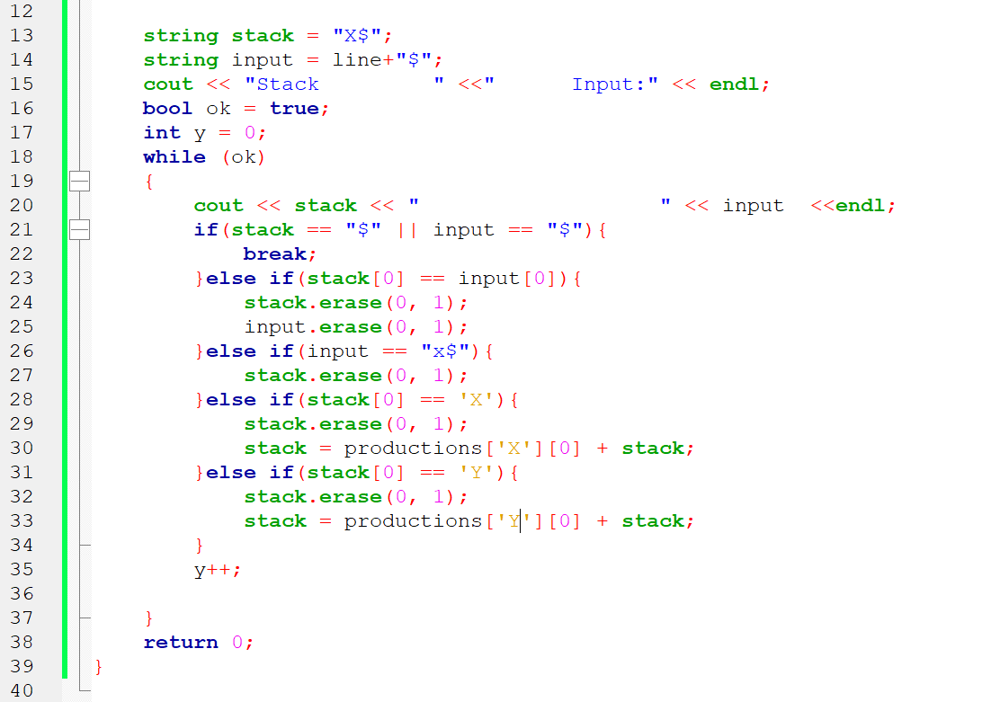 12
13 string stack = "X$";
14 string input = line+"$";
15 cout << "Stack         " <<"      Input:" << endl;
16 bool ok = true;
17 int y = 0;
18 while (ok)
19 {
20     cout << stack << "                   " << input  <<endl;
21     if(stack == "$" || input == "$"){
22         break;
23     }else if(stack[0] == input[0]){
24         stack.erase(0, 1);
25         input.erase(0, 1);
26     }else if(input == "x$"){
27         stack.erase(0, 1);
28     }else if(stack[0] == 'X'){
29         stack.erase(0, 1);
30         stack = productions['X'][0] + stack;
31     }else if(stack[0] == 'Y'){
32         stack.erase(0, 1);
33         stack = productions['Y'][0] + stack;
34     }
35     y++;
36
37 }
38 return 0;
39 }
40